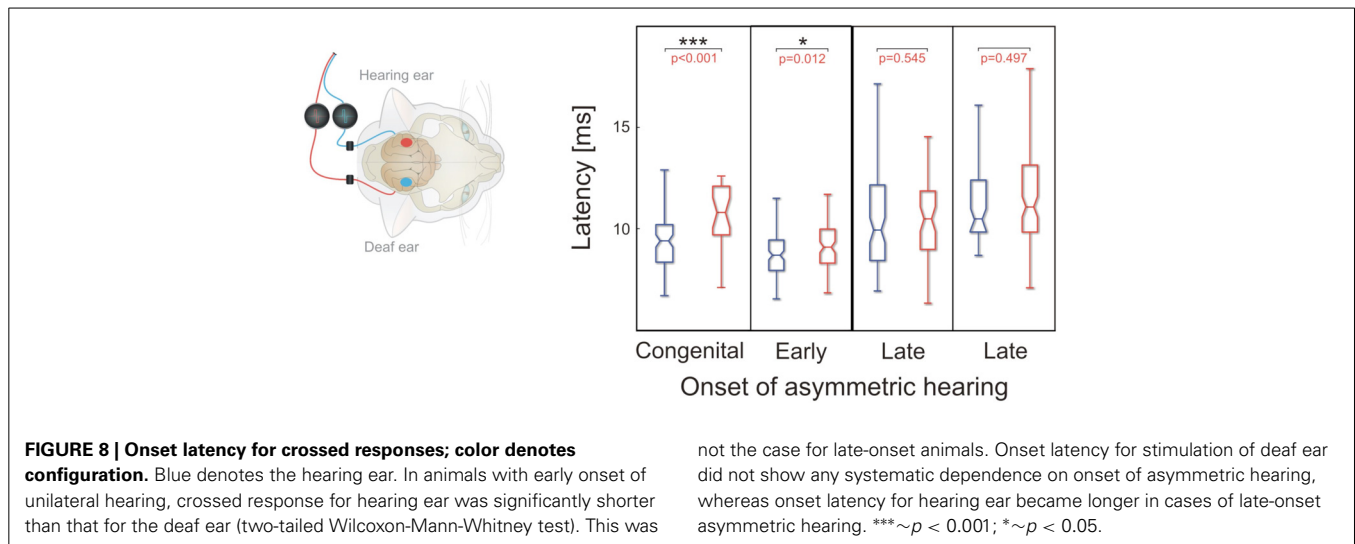 Hearing ear
Deaf ear
*** * 
p<0.001 p=0.012 p=0.545 p=0.497
Latency [ms]
15
10
Congenital Early Late Late
Onset of asymmetric hearing
FIGURE 8 | Onset latency for crossed responses; color denotes
configuration. Blue denotes the hearing ear. In animals with early onset of
unilateral hearing, crossed response for hearing ear was significantly shorter
than that for the deaf ear (two-tailed Wilcoxon-Mann-Whitney test). This was
not the case for late-onset animals. Onset latency for stimulation of deaf ear
did not show any systematic dependence on onset of asymmetric hearing,
whereas onset latency for hearing ear became longer in cases of late-onset
asymmetric hearing. ***~p < 0.001; *~p < 0.05.